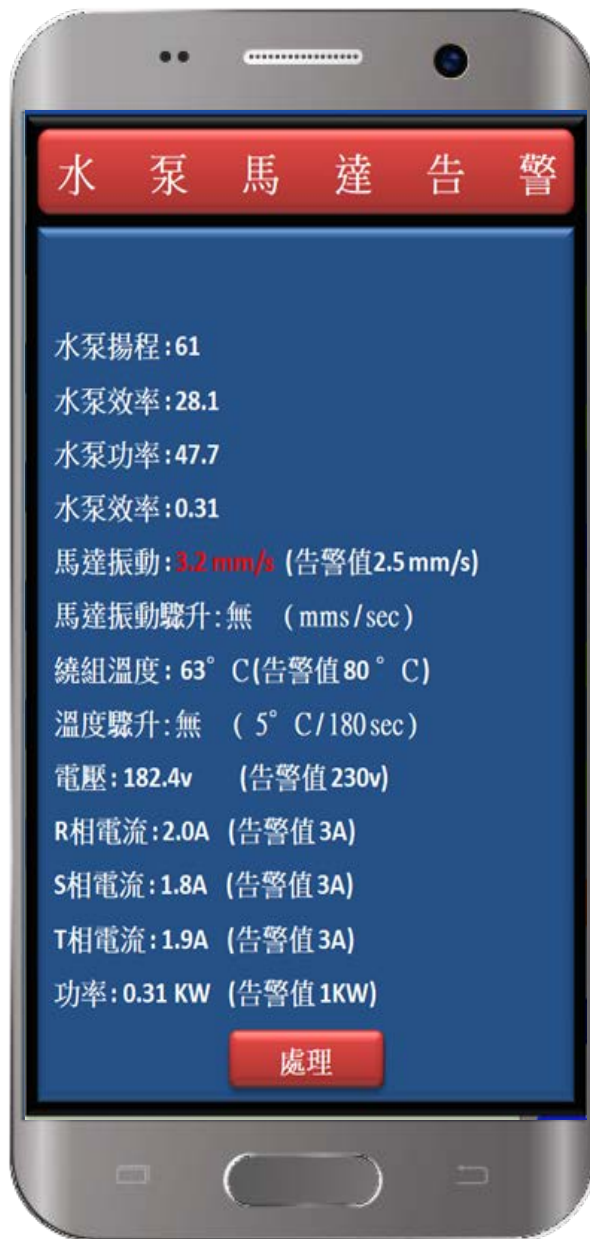 水泵馬達告警
水泵揚程:61
水泵效率:28.1
水泵功率:47.7
水泵效率:0.31
馬達振動:3.2 mm/s (告警值2.5mm/s)
馬達振動驟升:無 (mms/sec)
繞組溫度: 63°C(告警值80°C)
溫度驟升:無 ( 5°C/180sec)
電壓:182.4v (告警值230v)
R相電流:2.0A (告警值3A)
S相電流:1.8A (告警值3A)
T相電流:1.9A (告警值3A)
功率:0.31 KW (告警值1KW)
處理